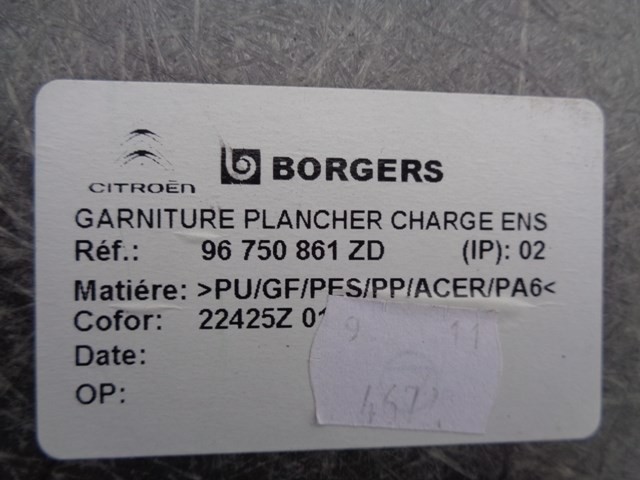 CITROËN BORGERS
GARNITURE PLANCHER CHARGE ENS
Réf.: 96 750 861 ZD (IP): 02
Matiére: >PU/GF/PES/PP/ACER/PA6<
Cofor: 22425Z 01
Date:
OP:
9 11